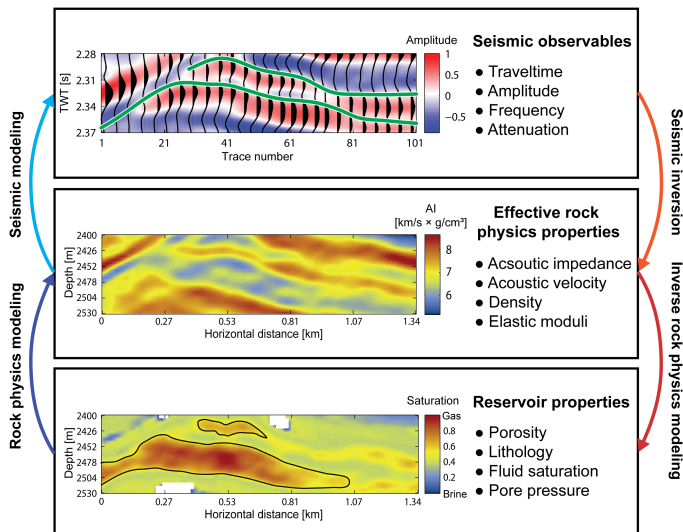 Amplitude
Seismic observables
2.28
2.31
2.34
2.37
TWT [s]
1
21
41
61
81
101
Trace number
1
0.5
0
−0.5
● Traveltime
● Amplitude
● Frequency
● Attenuation
Seismic modeling
Seismic inversion
AI
[km/s × g/cm³]
Effective rock
physics properties
2400
2426
2452
2478
2504
2530
Depth [m]
0
0.27
0.53
0.81
1.07
1.34
Horizontal distance [km]
8
7
6
● Acsoutic impedance
● Acoustic velocity
● Density
● Elastic moduli
Rock physics modeling
Inverse rock physics modeling
Saturation
Reservoir properties
2400
2426
2452
2478
2504
2530
Depth [m]
0
0.27
0.53
0.81
1.07
1.34
Horizontal distance [km]
Gas
0.8
0.6
0.4
0.2
Brine
● Porosity
● Lithology
● Fluid saturation
● Pore pressure